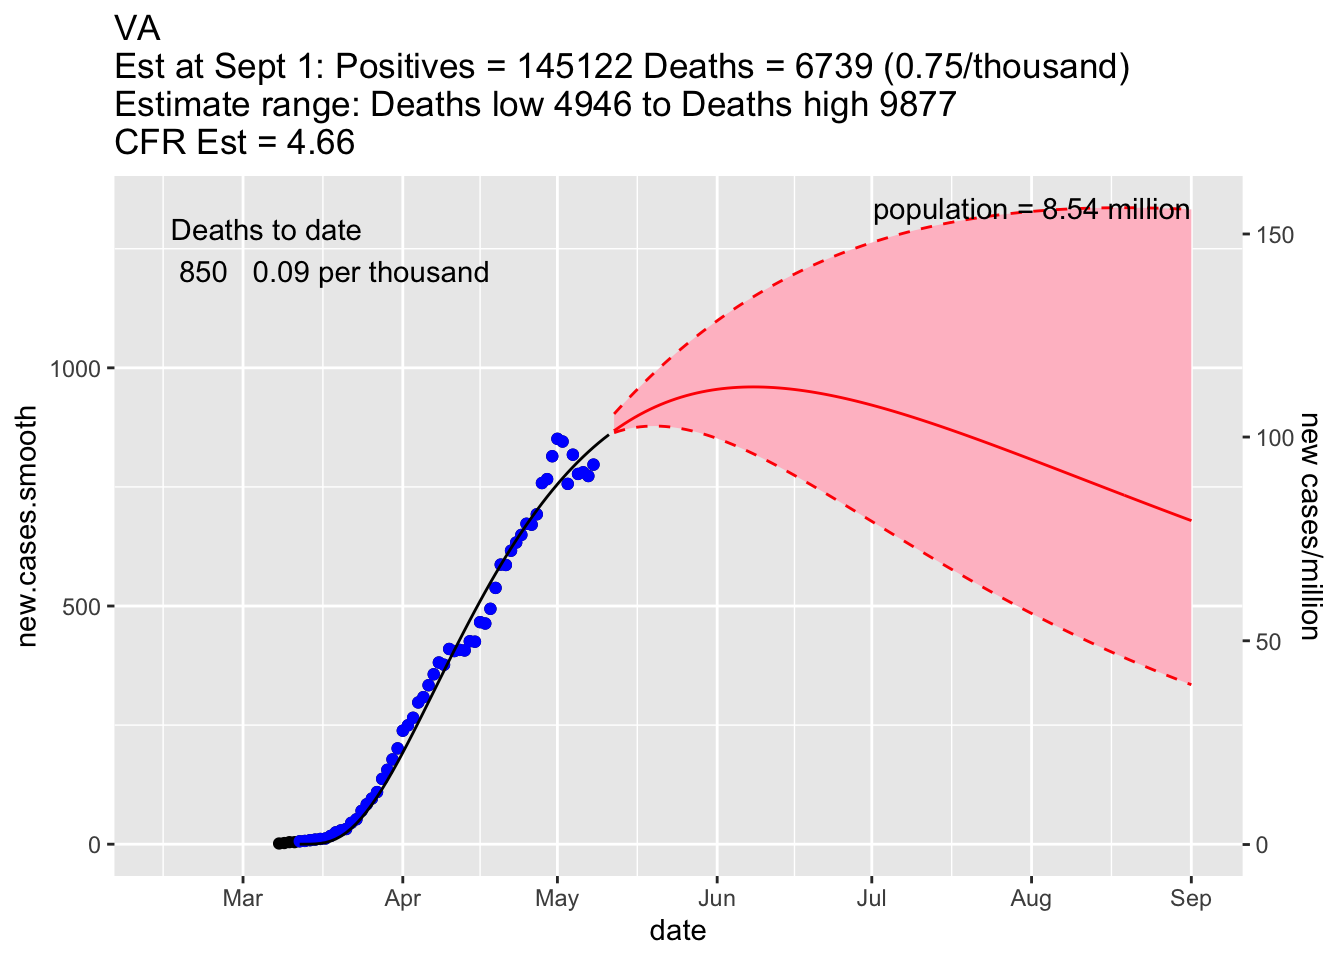 VA
Est at Sept 1: Positives = 145122 Deaths = 6739 (0.75/thousand)
Estimate range: Deaths low 4946 to Deaths high 9877
CFR Est = 4.66
population = 8.54 million
Deaths to date
850 0.09 per thousand
150
1000
100
500
50
0
0
new.cases.smooth
new cases/million
Mar Apr May Jun Jul Aug Sep
date